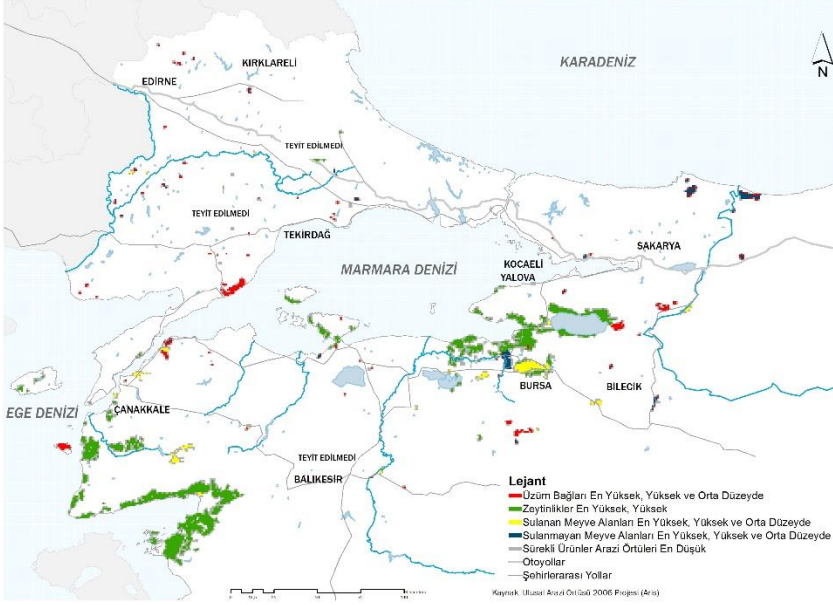 KARADENİZ
N
KIRKLARELİ
EDİRNE
TEYİT EDİLMEDİ
TEYİT EDİLMEDİ
TEKİRDAĞ
SAKARYA
KOCAELİ
MARMARA DENİZİ
YALOVA
BURSA
BİLECİK
EGE DENİZİ
ÇANAKKALE
TEYİT EDİLMEDİ
BALIKESİR
Lejant
Üzüm Bağları En Yüksek, Yüksek ve Orta Düzeyde
Zeytinlikler En Yüksek, Yüksek
Sulanan Meyve Alanları En Yüksek, Yüksek ve Orta Düzeyde
Sulanmayan Meyve Alanları En Yüksek, Yüksek ve Orta Düzeyde
Sürekli Ürünler Arazi Örtüleri En Düşük
Otoyollar
Şehirlerarası Yollar
Kaynak, Ulusal Arazi Örtüsü 2006 Projesi (Aris)